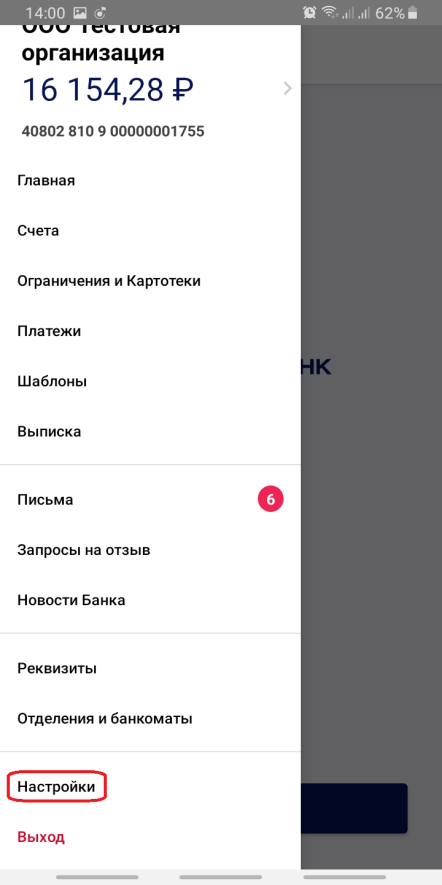 14:00 62%
ООО Тестовая
организация
16 154,28 ₽
40802 810 9 00000001755
Главная
Счета
Ограничения и Картотеки
Платежи
НК
Шаблоны
Выписка
Письма 6
Запросы на отзыв
Новости Банка
Реквизиты
Отделения и банкоматы
Настройки
Выход